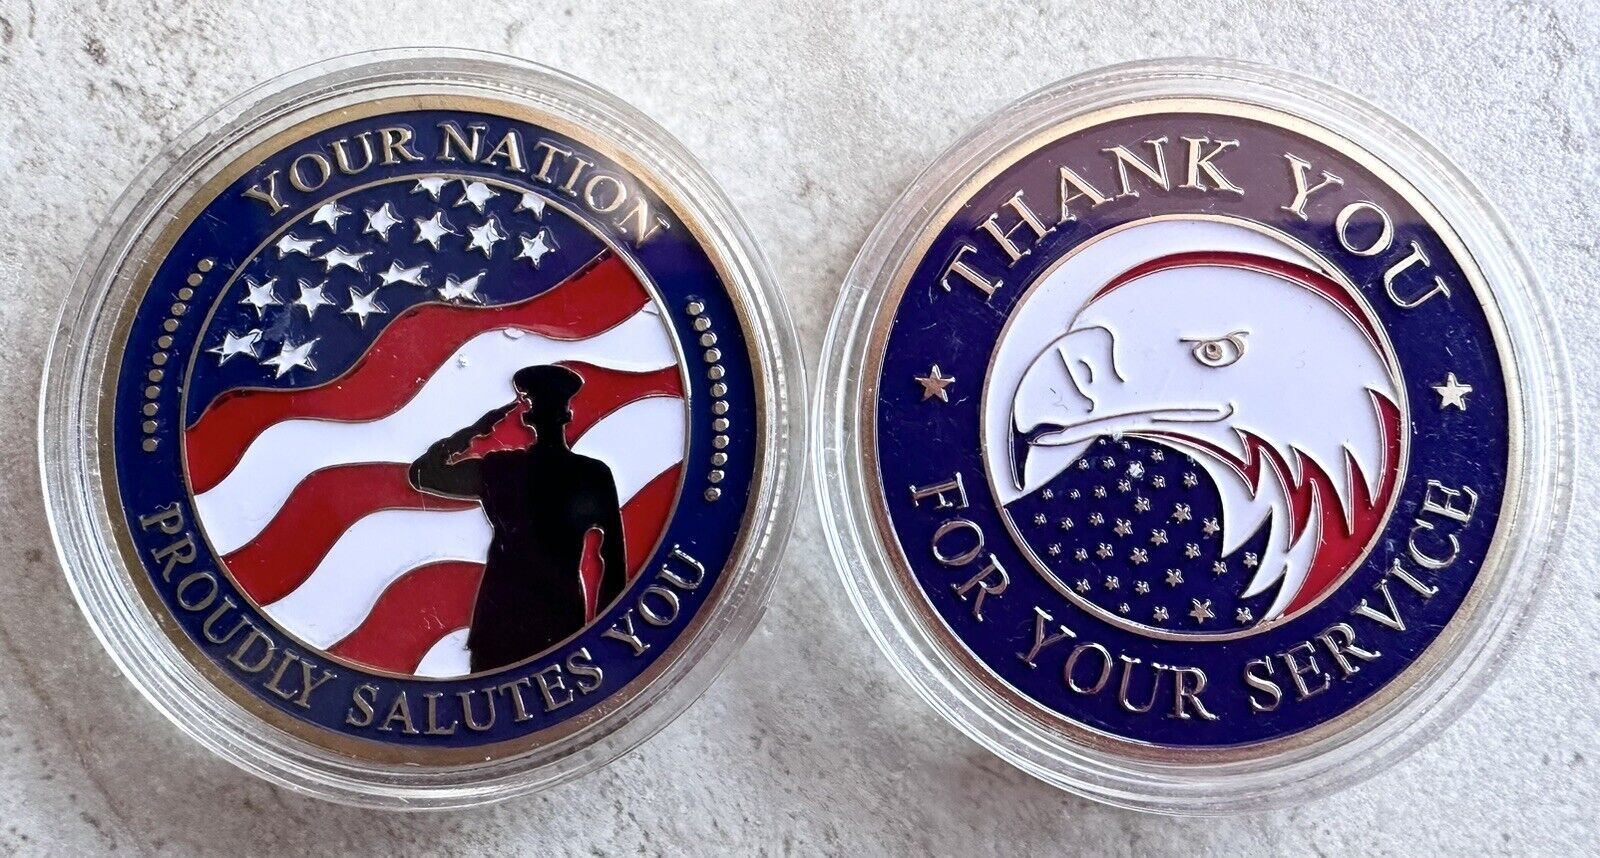 YOUR NATION
PROUDLY SALUTES YOU
THANK YOU
FOR YOUR SERVICE